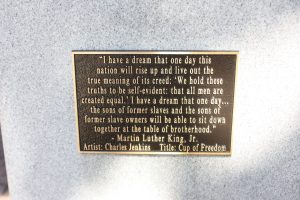 "I have a dream that one day this
nation will rise up and live out the
true meaning of its creed: 'We hold these
truths to be self-evident: that all men are
created equal.' I have a dream that one day...
the sons of former slaves and the sons of
former slave owners will be able to sit down
together at the table of brotherhood."
- Martin Luther King, Jr.
Artist: Charles Jenkins Title: Cup of Freedom